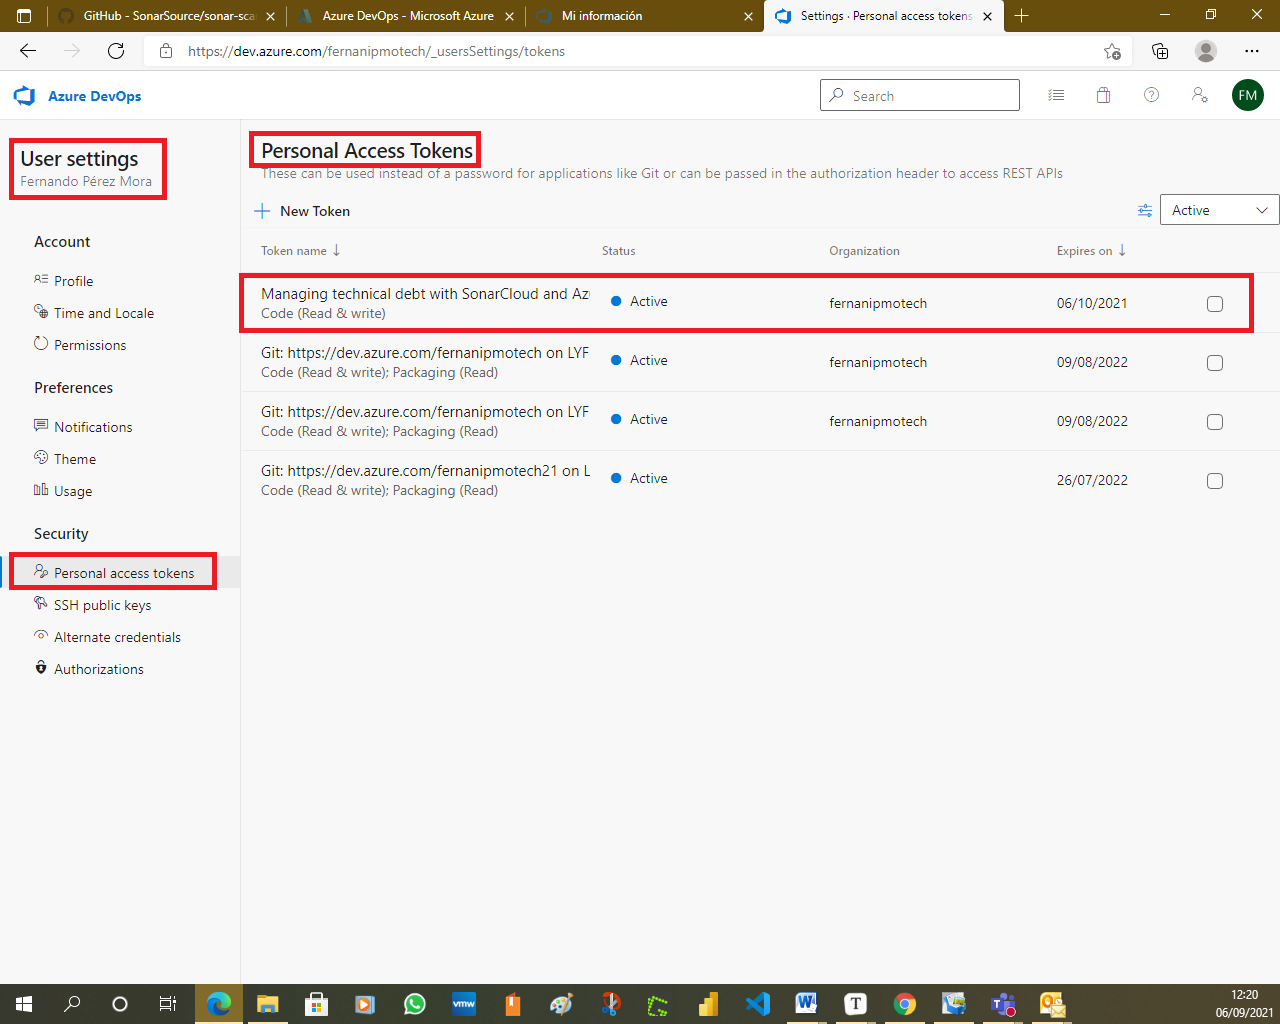 GitHub - SonarSource/sonar-sca
Azure DevOps - Microsoft Azure
Mi información
Settings · Personal access tokens
https://dev.azure.com/fernanipmotech/_usersSettings/tokens
Azure DevOps
Search
FM
User settings
Fernando Pérez Mora
Account
Profile
Time and Locale
Permissions
Preferences
Notifications
Theme
Usage
Security
Personal access tokens
SSH public keys
Alternate credentials
Authorizations
Personal Access Tokens
These can be used instead of a password for applications like Git or can be passed in the authorization header to access REST APIs
New Token
Active
Token name Status Organization Expires on
Managing technical debt with SonarCloud and Azu
Code (Read & write)
Active fernanipmotech 06/10/2021
Git: https://dev.azure.com/fernanipmotech on LYF
Code (Read & write); Packaging (Read)
Active fernanipmotech 09/08/2022
Git: https://dev.azure.com/fernanipmotech on LYF
Code (Read & write); Packaging (Read)
Active fernanipmotech 09/08/2022
Git: https://dev.azure.com/fernanipmotech21 on L
Code (Read & write); Packaging (Read)
Active 26/07/2022
vmw
W
T
12:20
06/09/2021